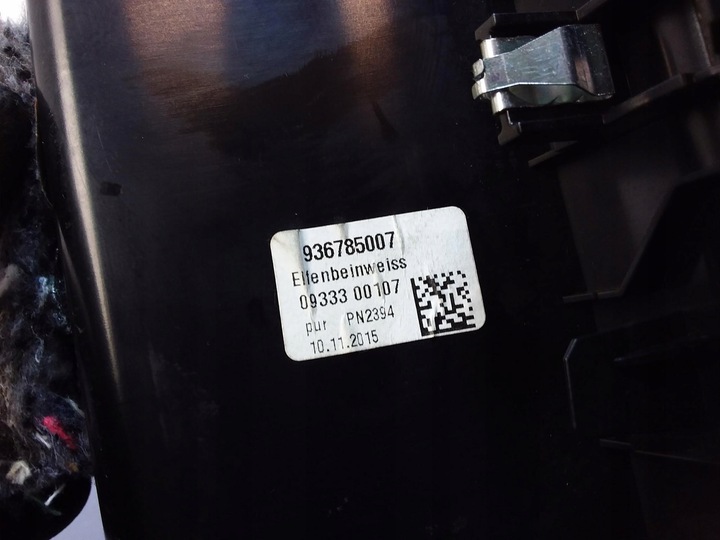 936785007
Elfenbeinweiss
09333 00107
pur PN2394
10.11.2015